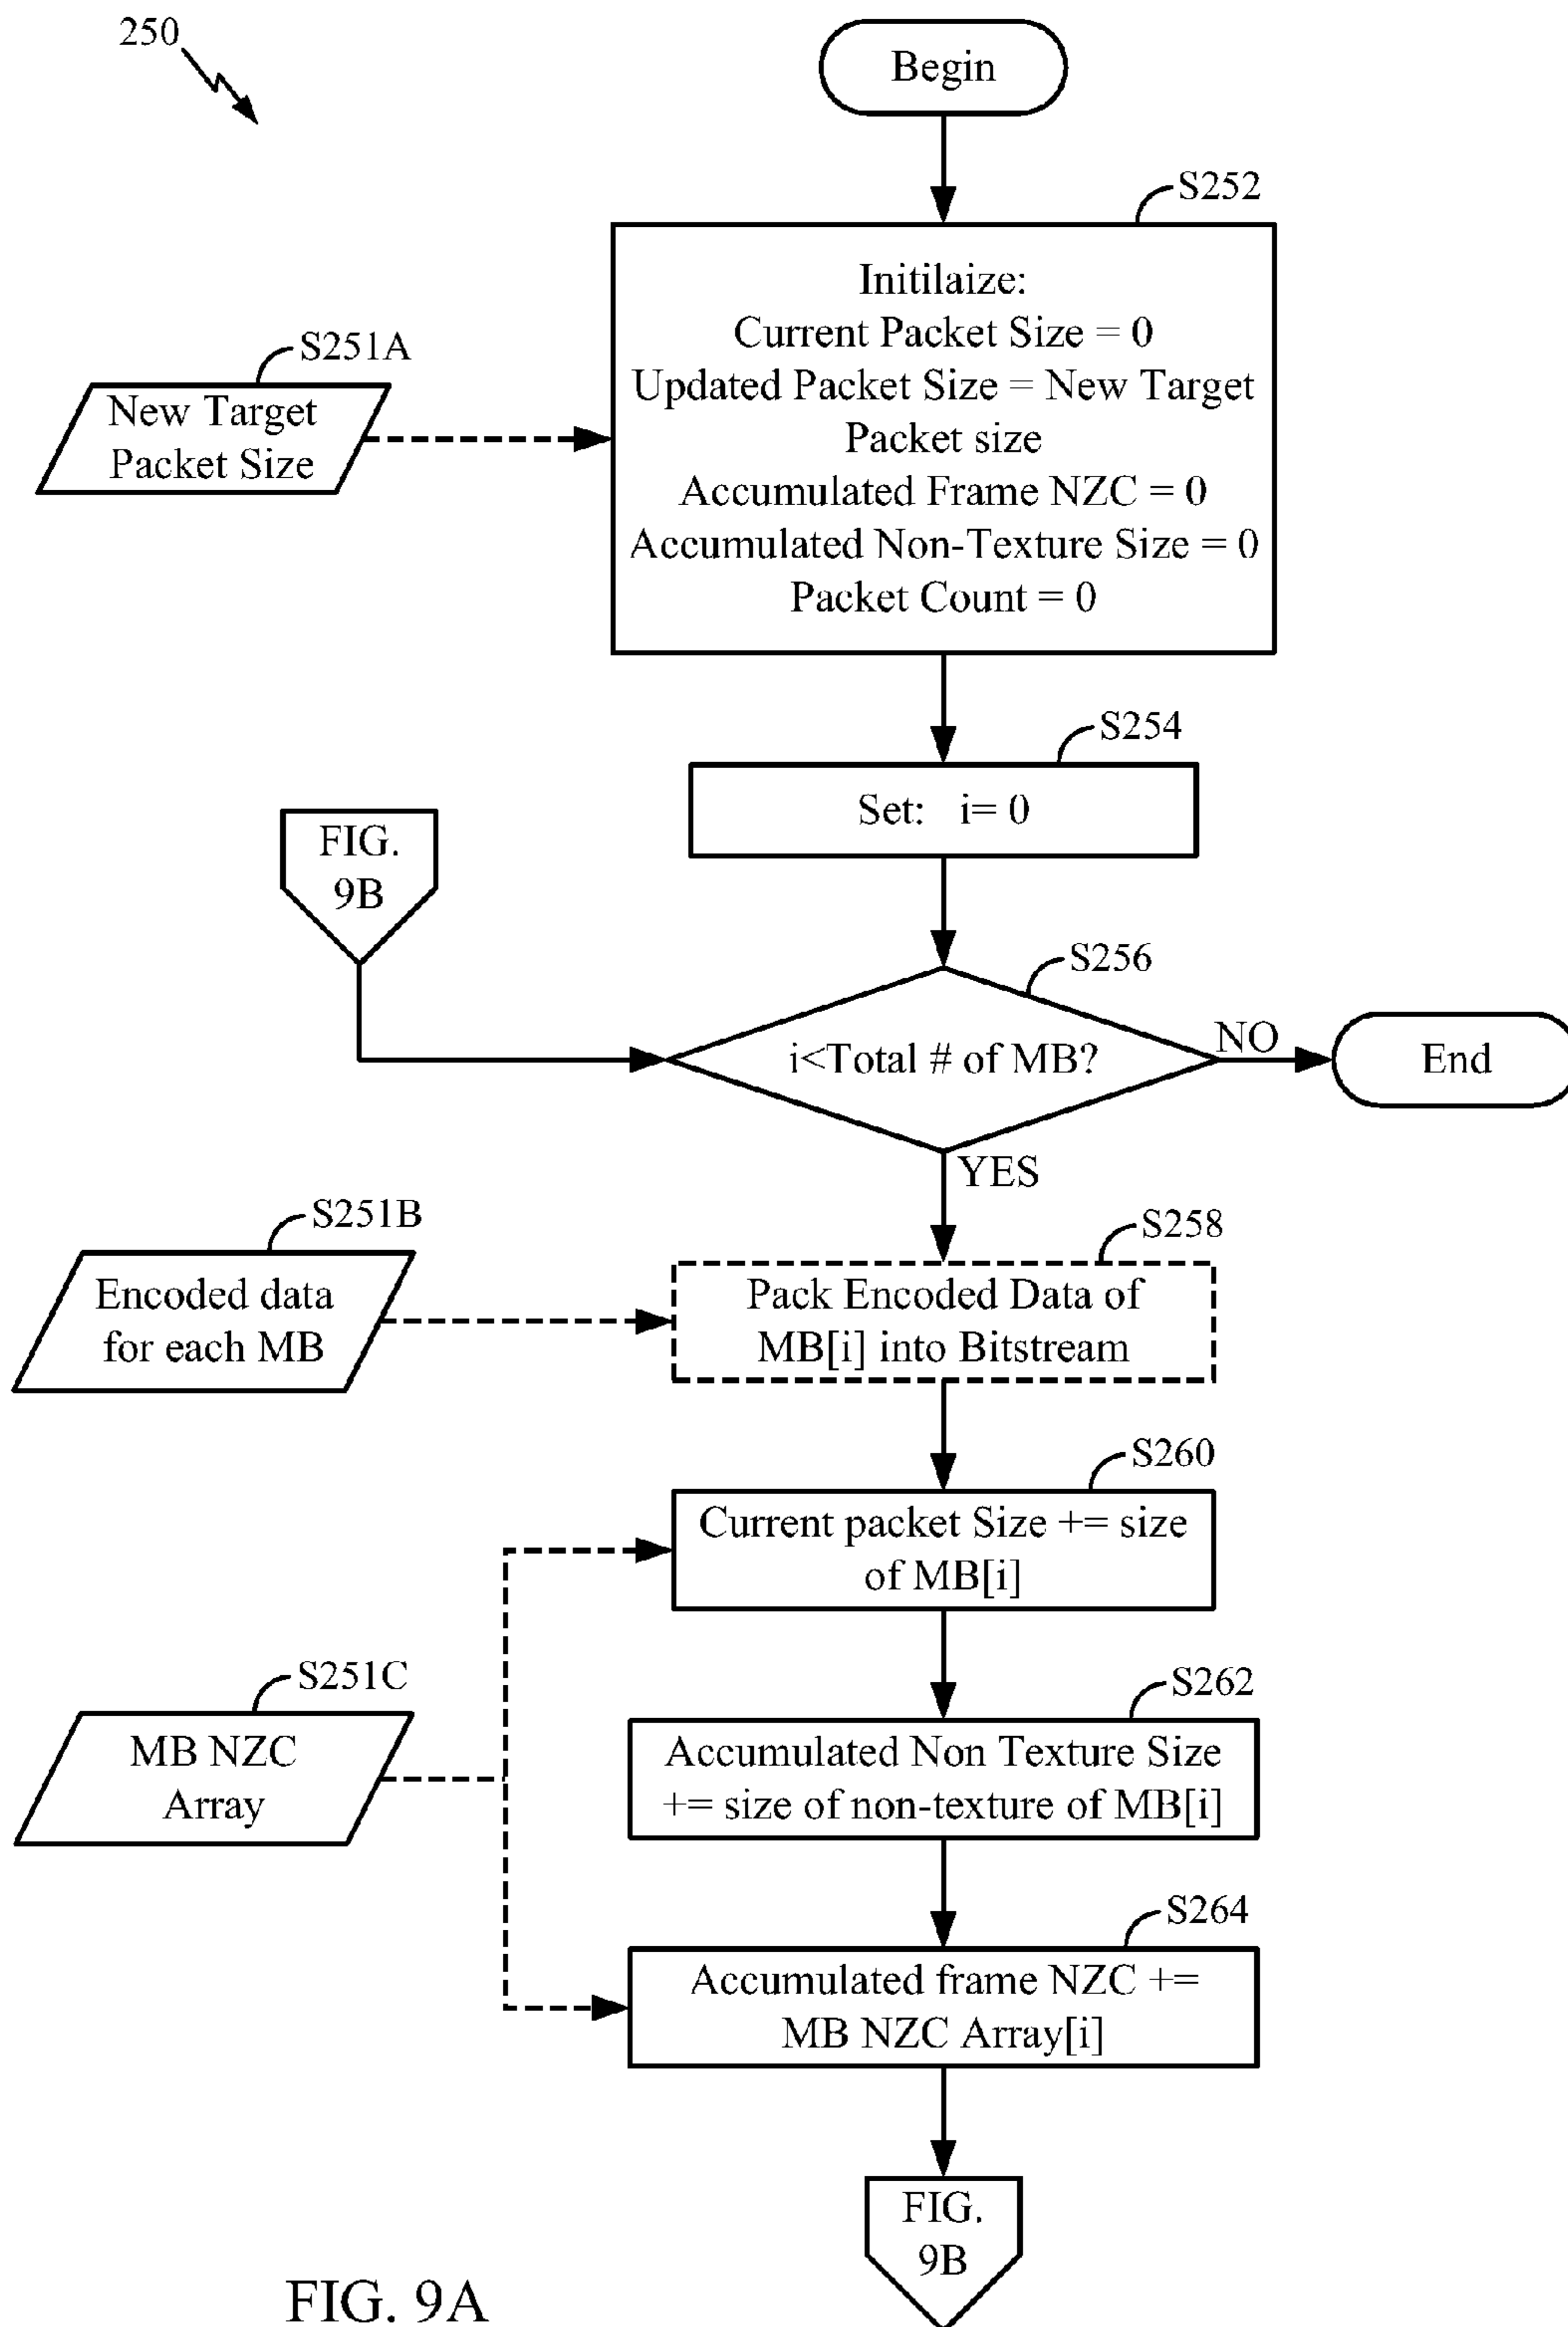 250
Begin
S252
Initilaize:
Current Packet Size = 0
Updated Packet Size = New Target
Packet size
Accumulated Frame NZC = 0
Accumulated Non-Texture Size = 0
Packet Count = 0
S251A
New Target
Packet Size
S254
Set: i= 0
FIG.
9B
S256
i<Total # of MB?
NO
End
YES
S251B
Encoded data
for each MB
S258
Pack Encoded Data of
MB[i] into Bitstream
S260
Current packet Size += size
of MB[i]
S251C
MB NZC
Array
S262
Accumulated Non Texture Size
+= size of non-texture of MB[i]
S264
Accumulated frame NZC +=
MB NZC Array[i]
FIG.
9B
FIG. 9A